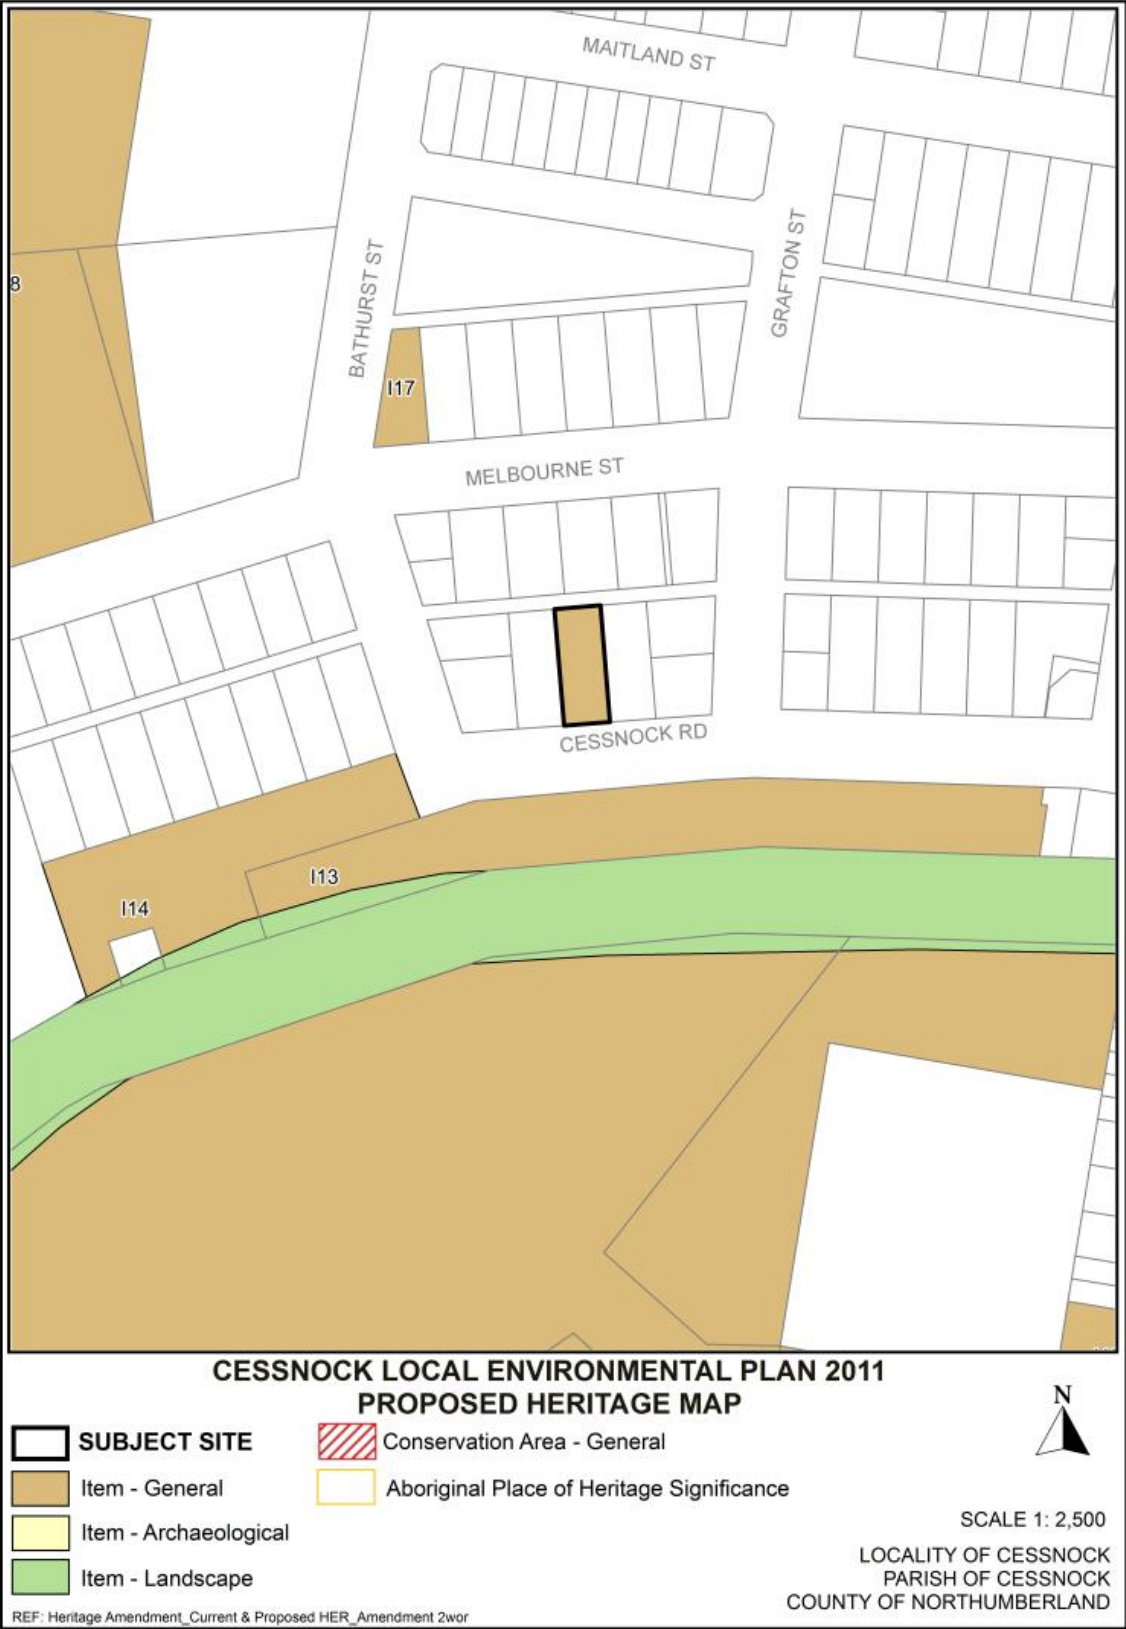 MAITLAND ST
BATHURST ST
GRAFTON ST
8
I17
MELBOURNE ST
CESSNOCK RD
I13
I14
CESSNOCK LOCAL ENVIRONMENTAL PLAN 2011
PROPOSED HERITAGE MAP
N
SUBJECT SITE
Conservation Area - General
Item - General
Aboriginal Place of Heritage Significance
Item - Archaeological
Item - Landscape
SCALE 1: 2,500
LOCALITY OF CESSNOCK
PARISH OF CESSNOCK
COUNTY OF NORTHUMBERLAND
REF: Heritage Amendment_Current & Proposed HER_Amendment 2wor